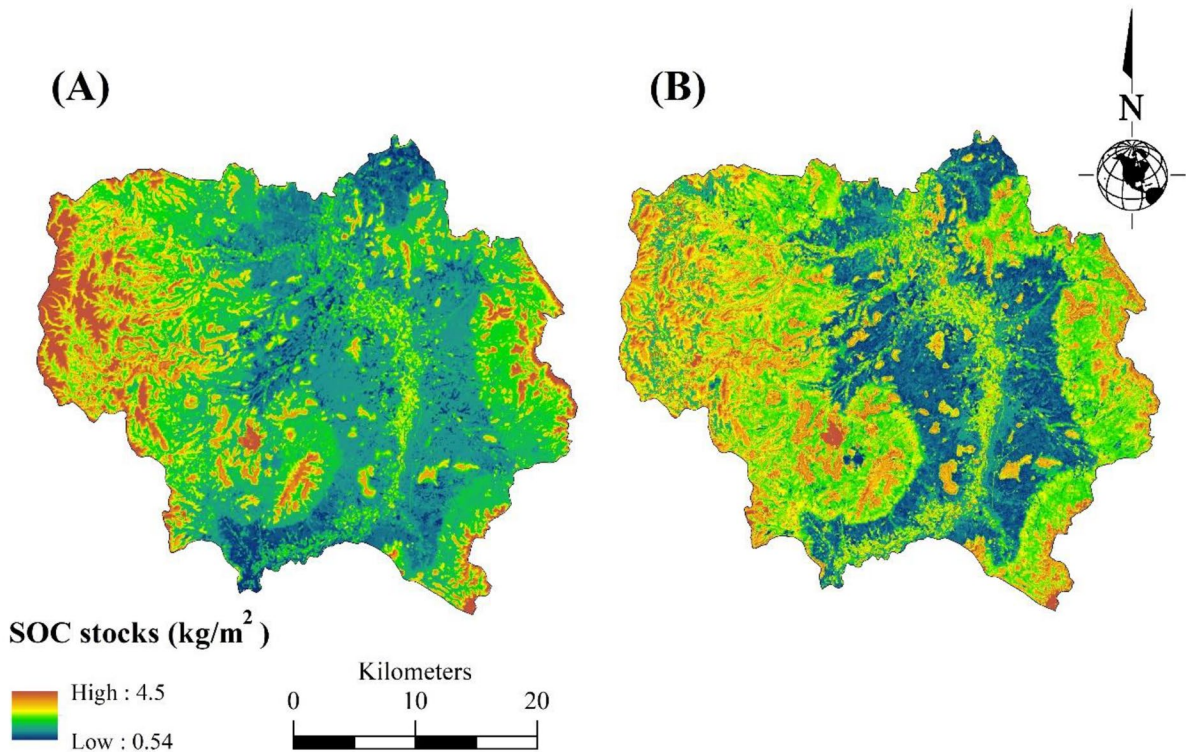 (A)
(B)
N
SOC stocks (kg/m²)
High : 4.5
Low : 0.54
Kilometers
0 10 20